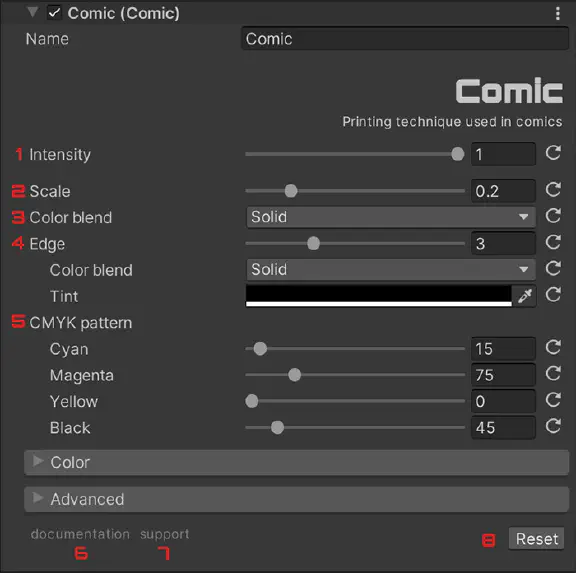 Comic (Comic)
Name Comic
Comic
Printing technique used in comics
1 Intensity 1
2 Scale 0.2
3 Color blend Solid
4 Edge 3
Color blend Solid
Tint
5 CMYK pattern
Cyan 15
Magenta 75
Yellow 0
Black 45
Color
Advanced
documentation support 8 Reset
6 7